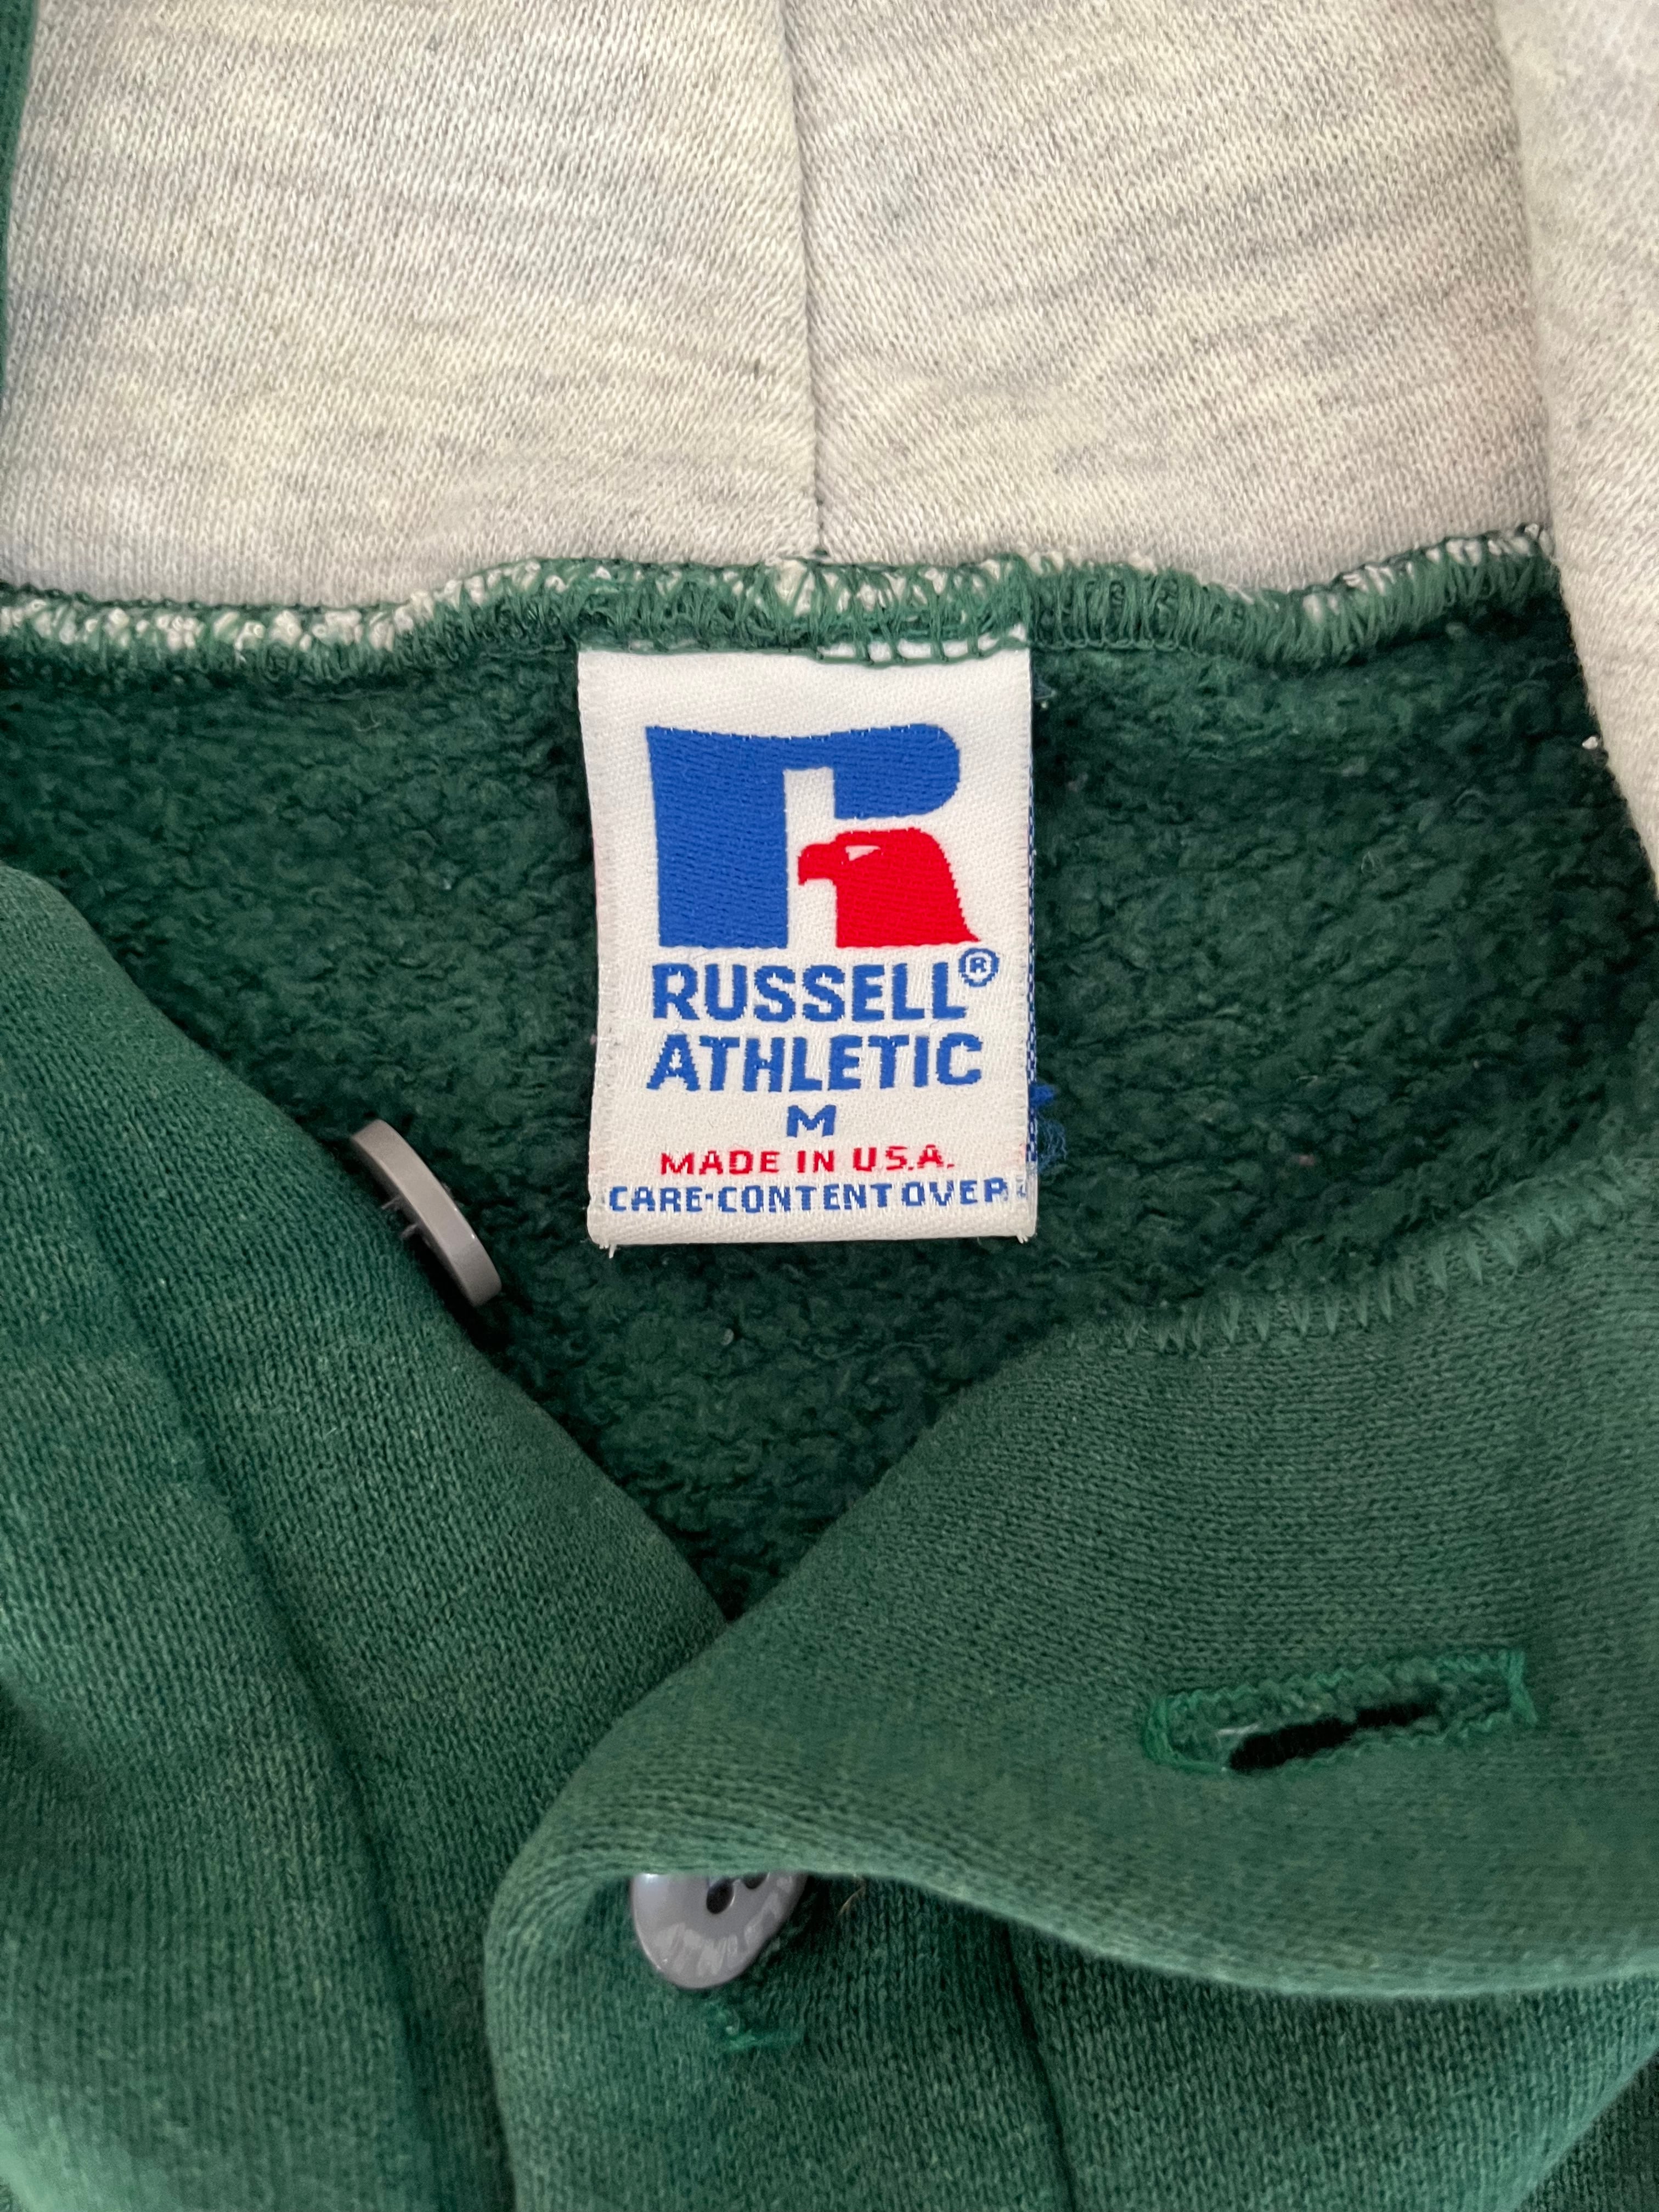 RUSSELL®
ATHLETIC
M
MADE IN U.S.A.
CARE-CONTENT OVER